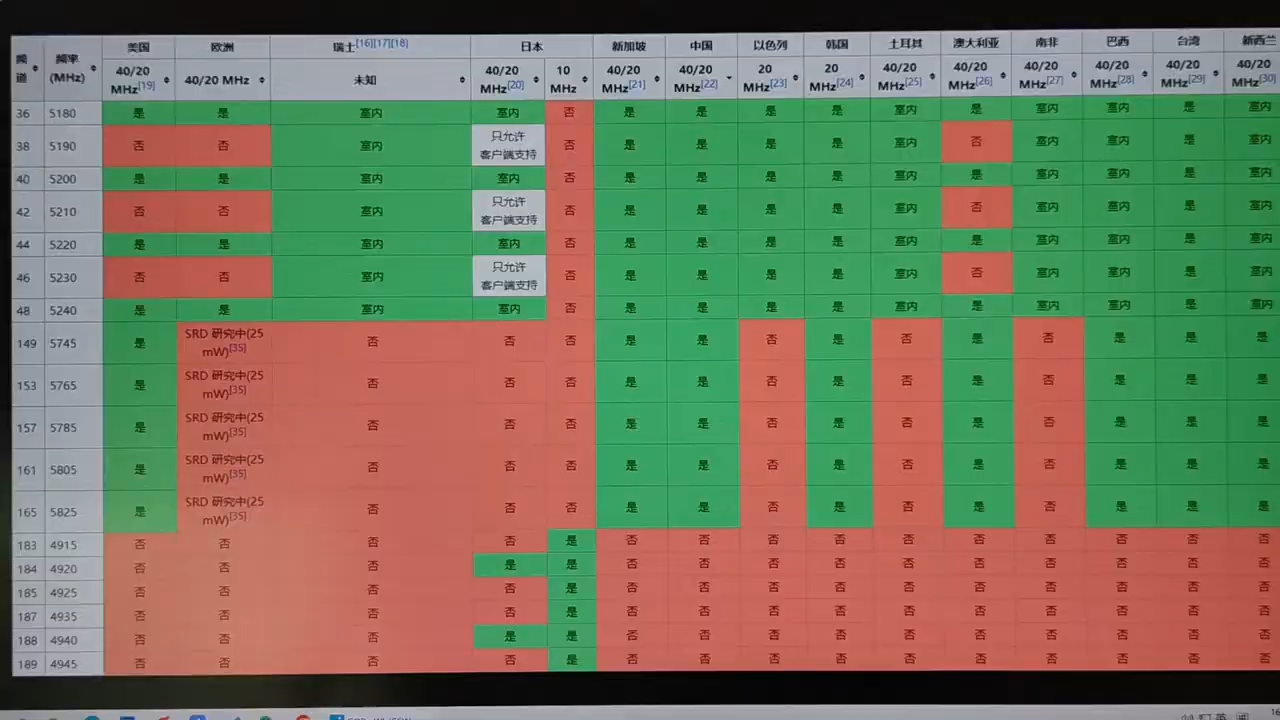 频道 频率(MHz) 美国 欧洲 瑞士[16][17][18] 日本 新加坡 中国 以色列 韩国 土耳其 澳大利亚 南非 巴西 台湾 新西兰
40/20 MHz[19] 40/20 MHz 未知 40/20 MHz[20] 10 MHz 40/20 MHz[21] 40/20 MHz[22] 20 MHz[23] 20 MHz[24] 40/20 MHz[25] 40/20 MHz[26] 40/20 MHz[27] 40/20 MHz[28] 40/20 MHz[29] 40/20 MHz[30]
36 5180 是 是 室内 室内 否 是 是 是 是 室内 是 室内 室内 是 室内
38 5190 否 否 室内 只允许客户端支持 否 是 是 是 是 室内 否 室内 室内 是 室内
40 5200 是 是 室内 室内 否 是 是 是 是 室内 是 室内 室内 是 室内
42 5210 否 否 室内 只允许客户端支持 否 是 是 是 是 室内 否 室内 室内 是 室内
44 5220 是 是 室内 室内 否 是 是 是 是 室内 是 室内 室内 是 室内
46 5230 否 否 室内 只允许客户端支持 否 是 是 是 是 室内 否 室内 室内 是 室内
48 5240 是 是 室内 室内 否 是 是 是 是 室内 是 室内 室内 是 室内
149 5745 是 SRD 研究中(25 mW)[35] 否 否 否 是 是 否 是 否 是 否 是 是 是
153 5765 是 SRD 研究中(25 mW)[35] 否 否 否 是 是 否 是 否 是 否 是 是 是
157 5785 是 SRD 研究中(25 mW)[35] 否 否 否 是 是 否 是 否 是 否 是 是 是
161 5805 是 SRD 研究中(25 mW)[35] 否 否 否 是 是 否 是 否 是 否 是 是 是
165 5825 是 SRD 研究中(25 mW)[35] 否 否 否 是 是 否 是 否 是 否 是 是 是
183 4915 否 否 否 否 是 否 否 否 否 否 否 否 否 否 否
184 4920 否 否 否 是 是 否 否 否 否 否 否 否 否 否 否
185 4925 否 否 否 否 是 否 否 否 否 否 否 否 否 否 否
187 4935 否 否 否 否 是 否 否 否 否 否 否 否 否 否 否
188 4940 否 否 否 是 是 否 否 否 否 否 否 否 否 否 否
189 4945 否 否 否 否 是 否 否 否 否 否 否 否 否 否 否